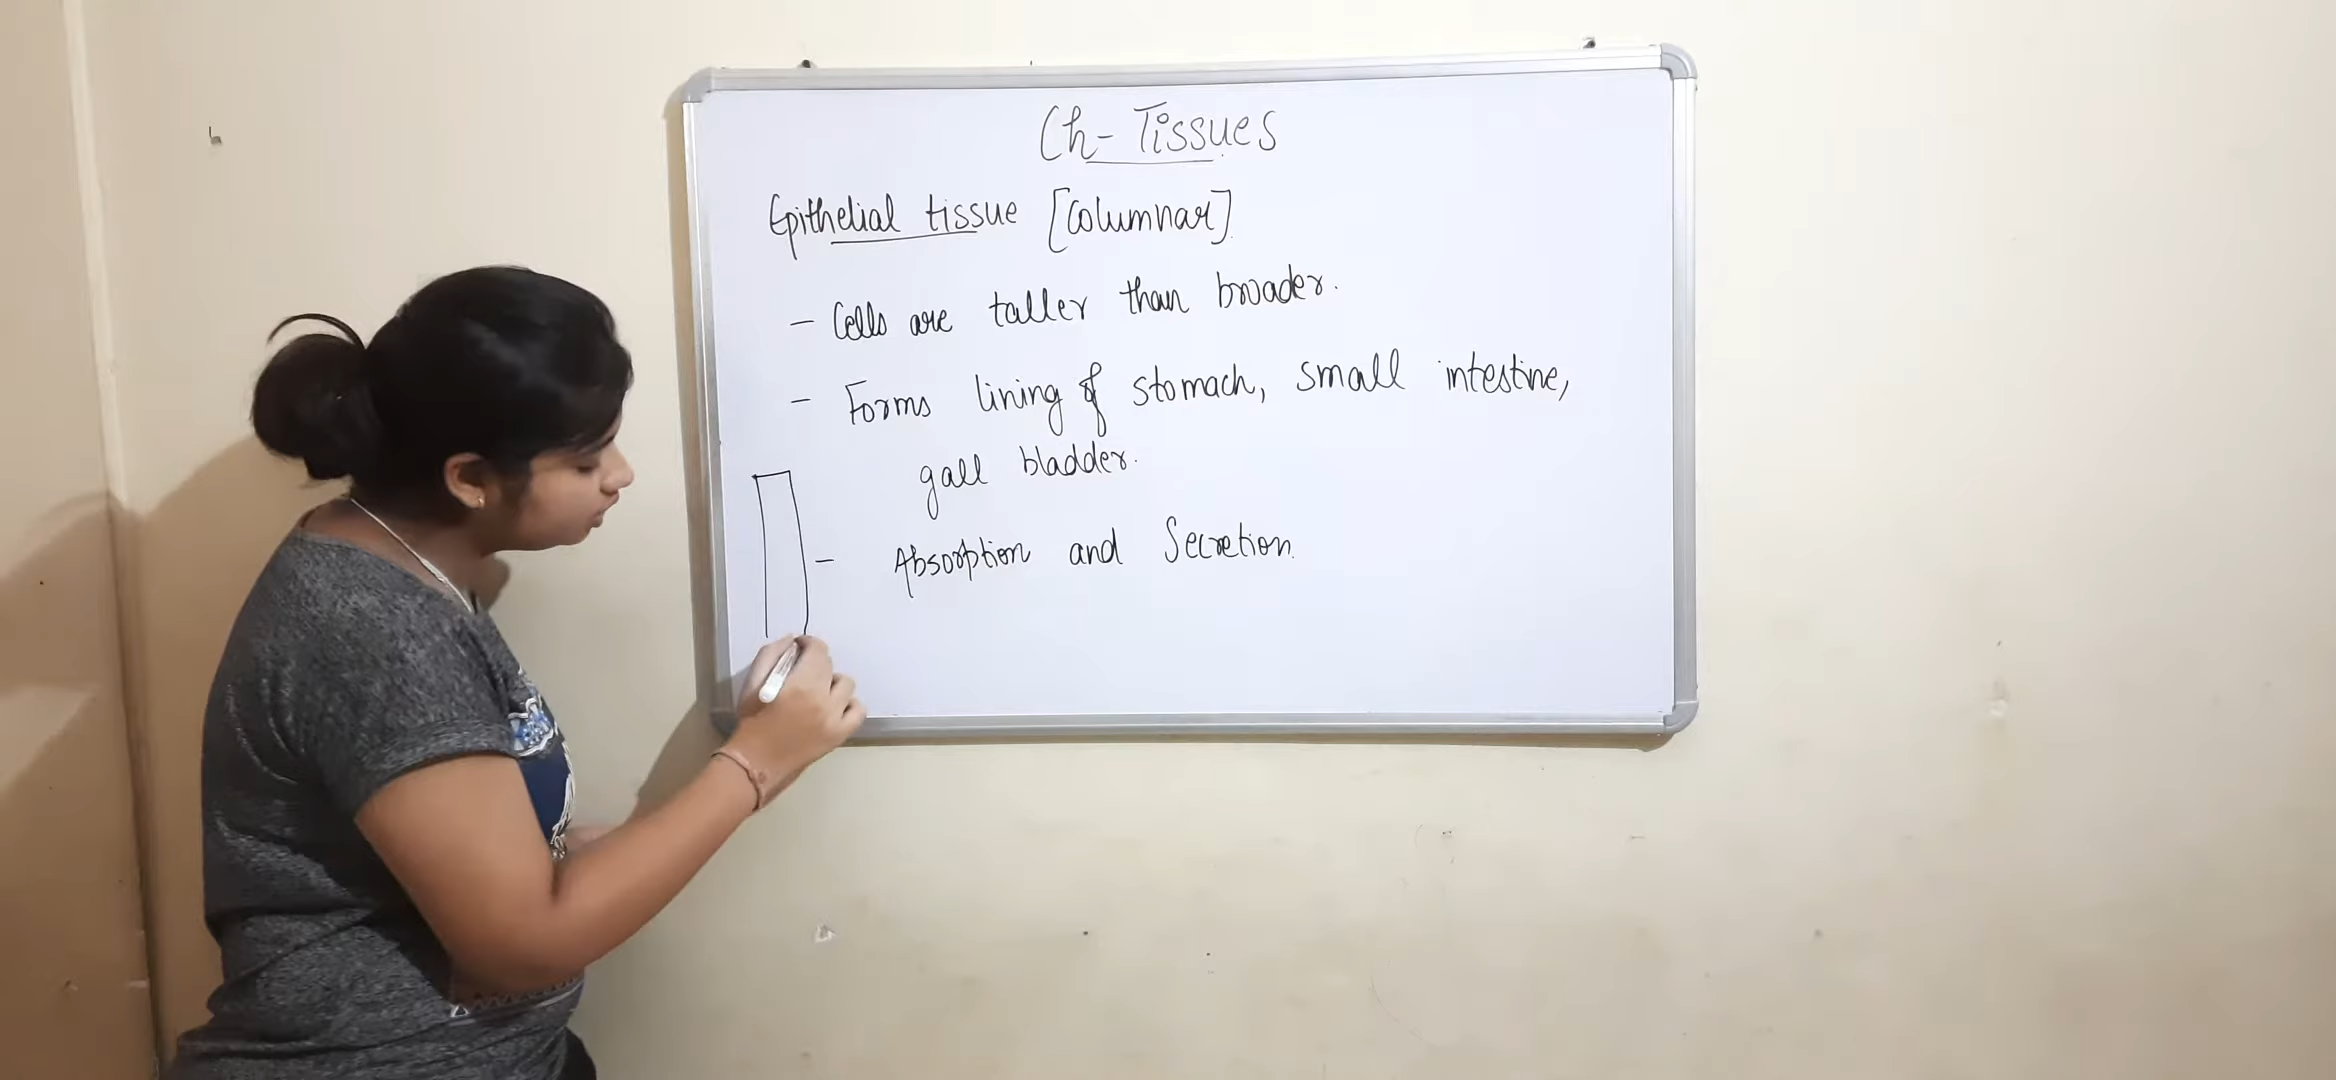 Ch- Tissues
Epithelial tissue [Columnar]
- Cells are taller than broader.
- Forms lining of stomach, small intestine,
gall bladder.
- Absorption and Secretion.